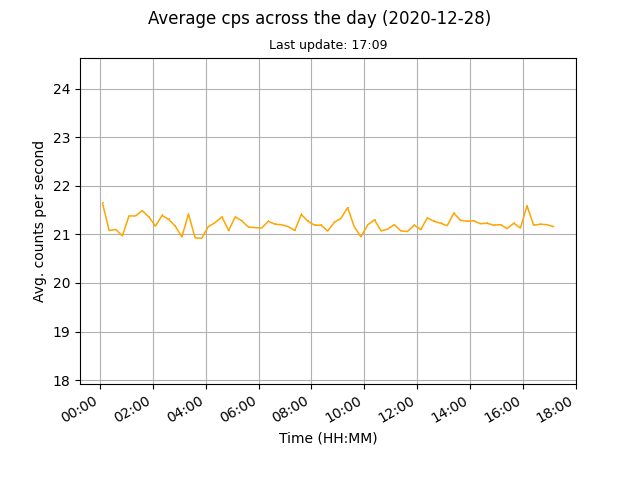 Average cps across the day (2020-12-28)
Last update: 17:09
24
23
22
21
20
19
18
Avg. counts per second
00:00 02:00 04:00 06:00 08:00 10:00 12:00 14:00 16:00 18:00
Time (HH:MM)